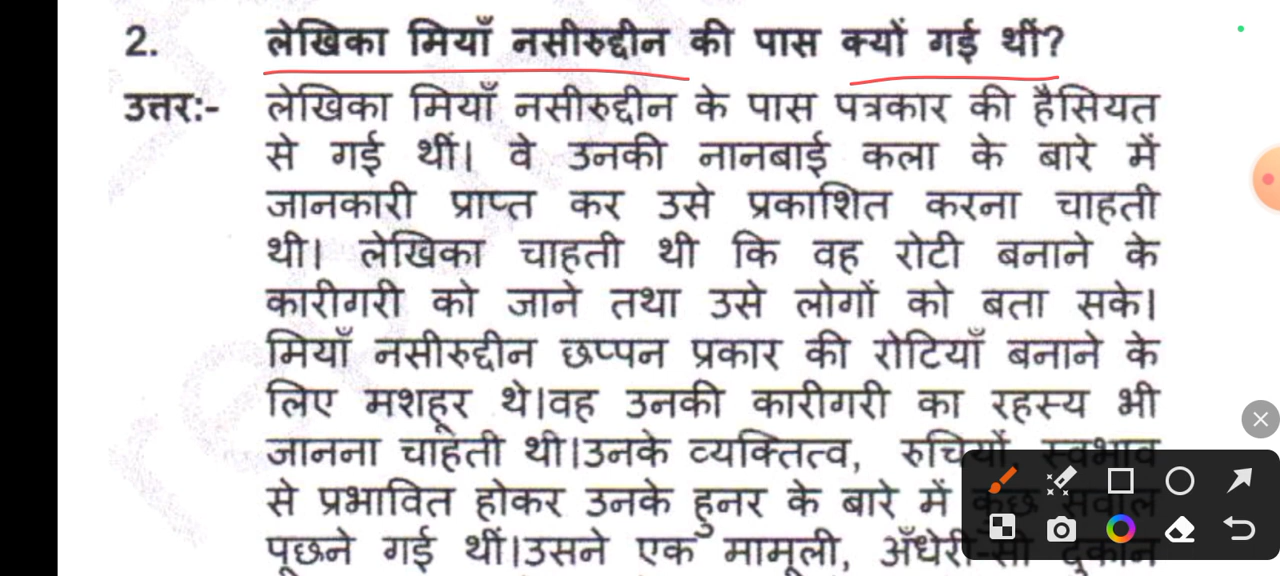 2. लेखिका मियाँ नसीरुद्दीन की पास क्यों गई थीं?
उत्तर:- लेखिका मियाँ नसीरुद्दीन के पास पत्रकार की हैसियत
से गई थीं। वे उनकी नानबाई कला के बारे में
जानकारी प्राप्त कर उसे प्रकाशित करना चाहती
थी। लेखिका चाहती थी कि वह रोटी बनाने के
कारीगरी को जाने तथा उसे लोगों को बता सके।
मियाँ नसीरुद्दीन छप्पन प्रकार की रोटियाँ बनाने के
लिए मशहूर थे।वह उनकी कारीगरी का रहस्य भी
जानना चाहती थी।उनके व्यक्तित्व, रुचियों, स्वभाव
से प्रभावित होकर उनके हुनर के बारे में कुछ सवाल
पूछने गई थीं।उसने एक मामूली, अँधेरी-सी दुकान